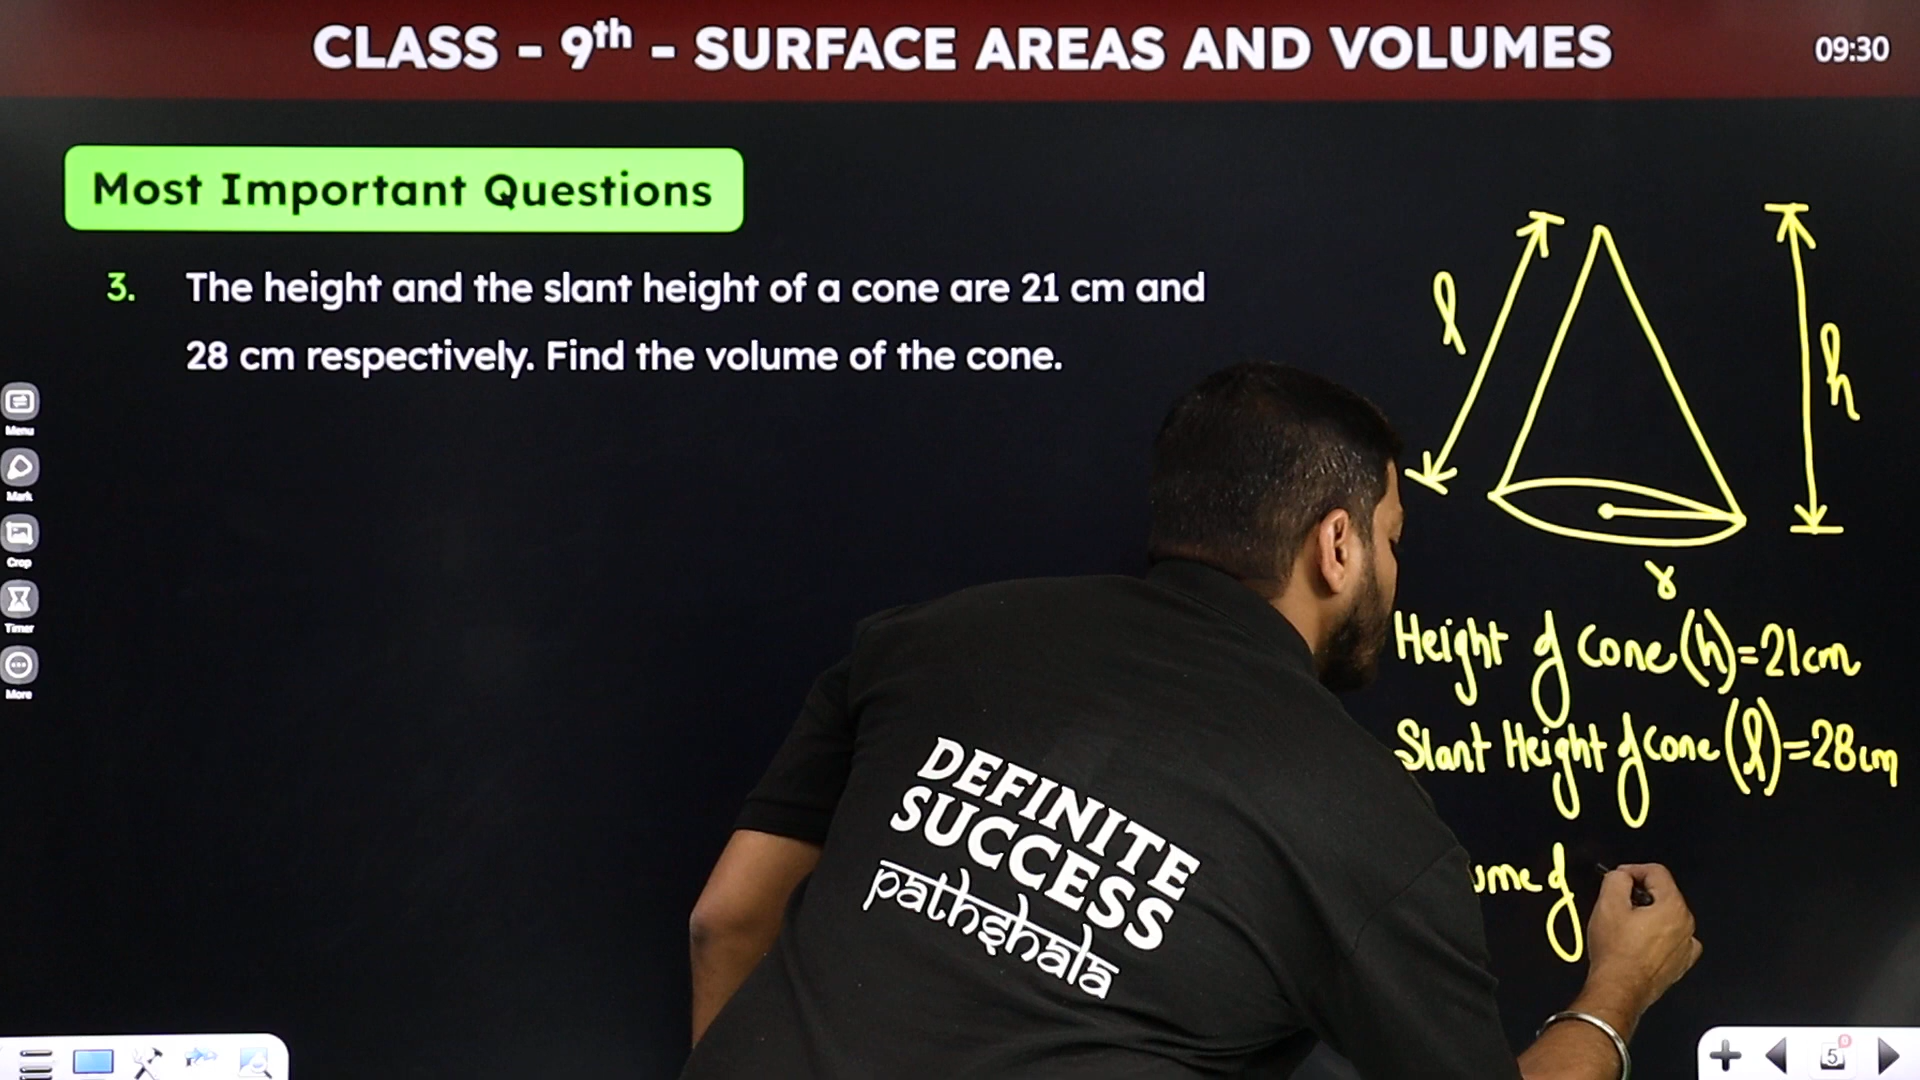 CLASS - 9th - SURFACE AREAS AND VOLUMES
09:30
Most Important Questions
3. The height and the slant height of a cone are 21 cm and
28 cm respectively. Find the volume of the cone.
l
h
r
Height of cone (h) = 21cm
Slant Height of cone (l) = 28cm
ume of
Menu
Mark
Crop
Timer
More
DEFINITE
SUCCESS
pathshala
5